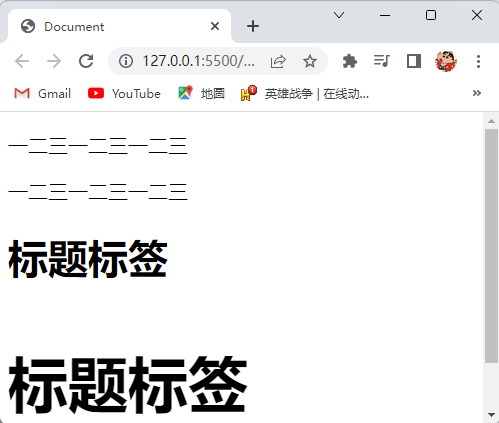 Document
127.0.0.1:5500/...
Gmail
YouTube
地圖
英雄战争 | 在线动...
一二三一二三一二三
一二三一二三一二三
标题标签
标题标签